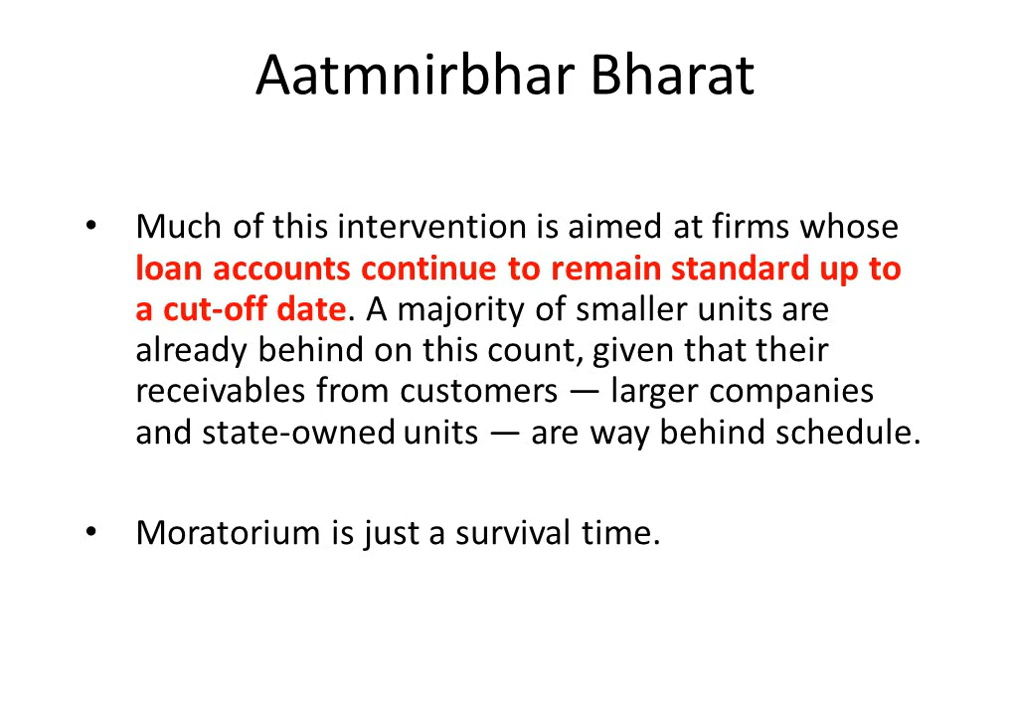 Aatmnirbhar Bharat
• Much of this intervention is aimed at firms whose
loan accounts continue to remain standard up to
a cut-off date. A majority of smaller units are
already behind on this count, given that their
receivables from customers — larger companies
and state-owned units — are way behind schedule.
• Moratorium is just a survival time.